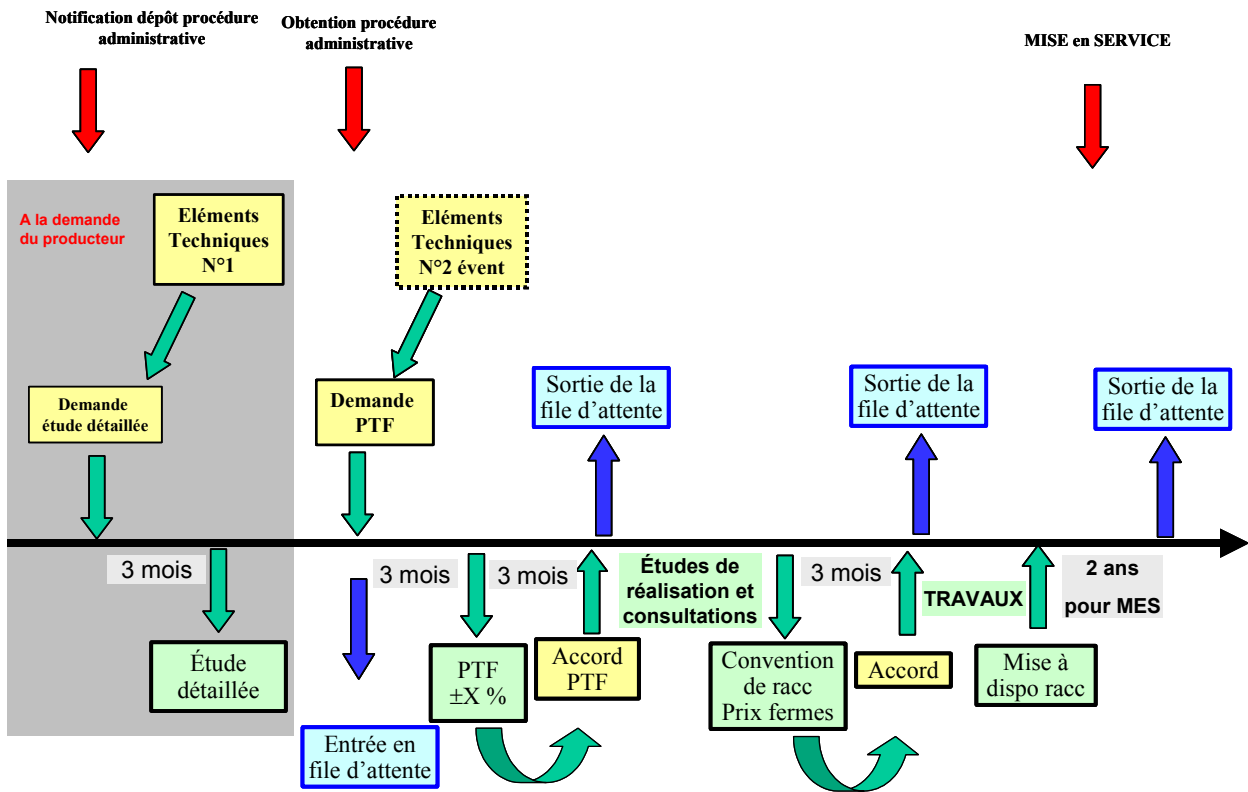 Notification dépôt procédure
administrative
Obtention procédure
administrative
MISE en SERVICE
A la demande
du producteur
Eléments
Techniques
N°1
Eléments
Techniques
N°2 évent
Demande
étude détaillée
Demande
PTF
Sortie de la
file d'attente
Sortie de la
file d'attente
Sortie de la
file d'attente
3 mois
3 mois
3 mois
Études de
réalisation et
consultations
3 mois
TRAVAUX
2 ans
pour MES
Étude
détaillée
Entrée en
file d'attente
PTF
±X %
Accord
PTF
Convention
de racc
Prix fermes
Accord
Mise à
dispo racc